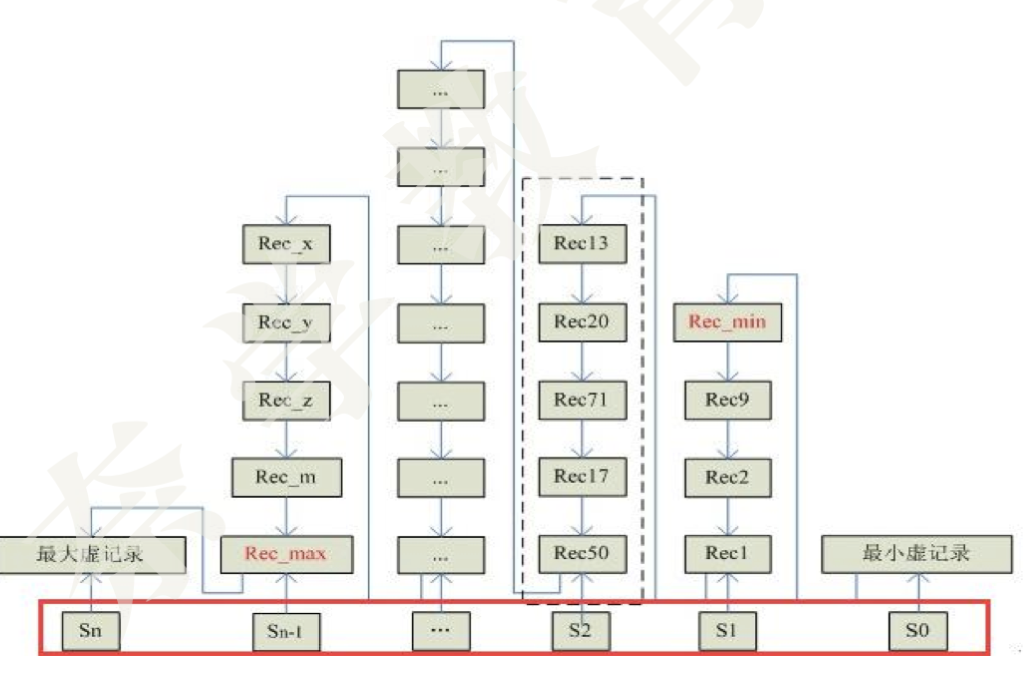 ...
...
Rec_x
...
Rec13
Rec_y
...
Rec20
Rec_min
Rec_z
...
Rec71
Rec9
Rec_m
...
Rec17
Rec2
最大虚记录
Rec_max
...
Rec50
Rec1
最小虚记录
Sn
Sn-1
...
S2
S1
S0